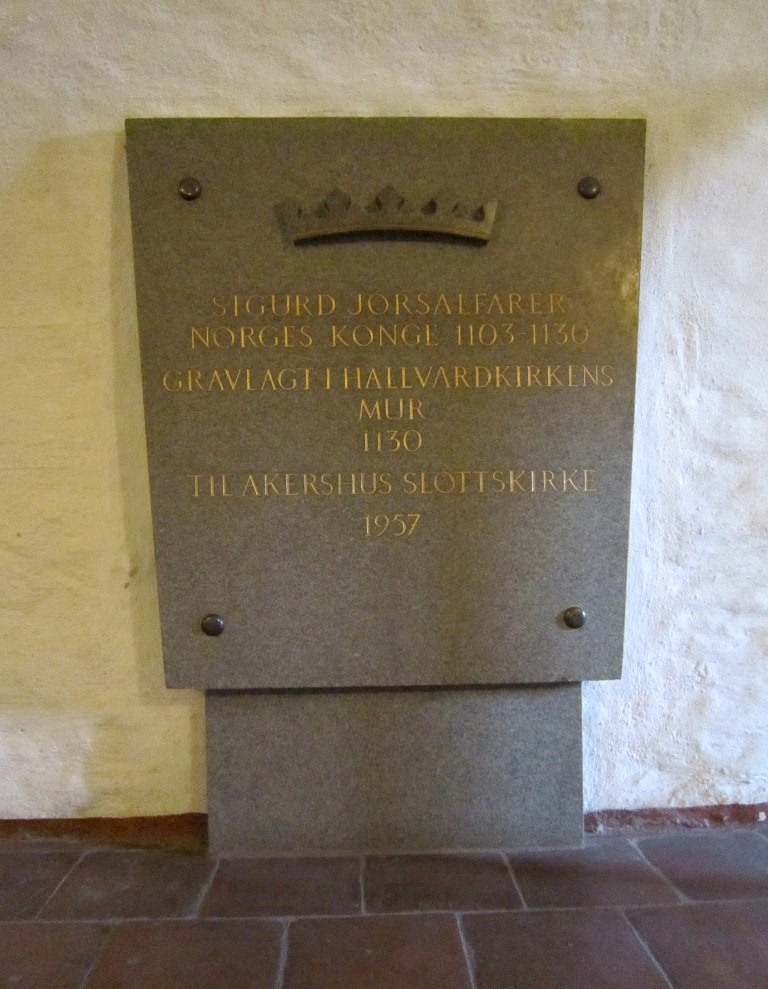 SIGURD JORSALFARER
NORGES KONGE 1103-1130
GRAVLAGT I HALLVARDKIRKENS
MUR
1130
TIL AKERSHUS SLOTTSKIRKE
1957